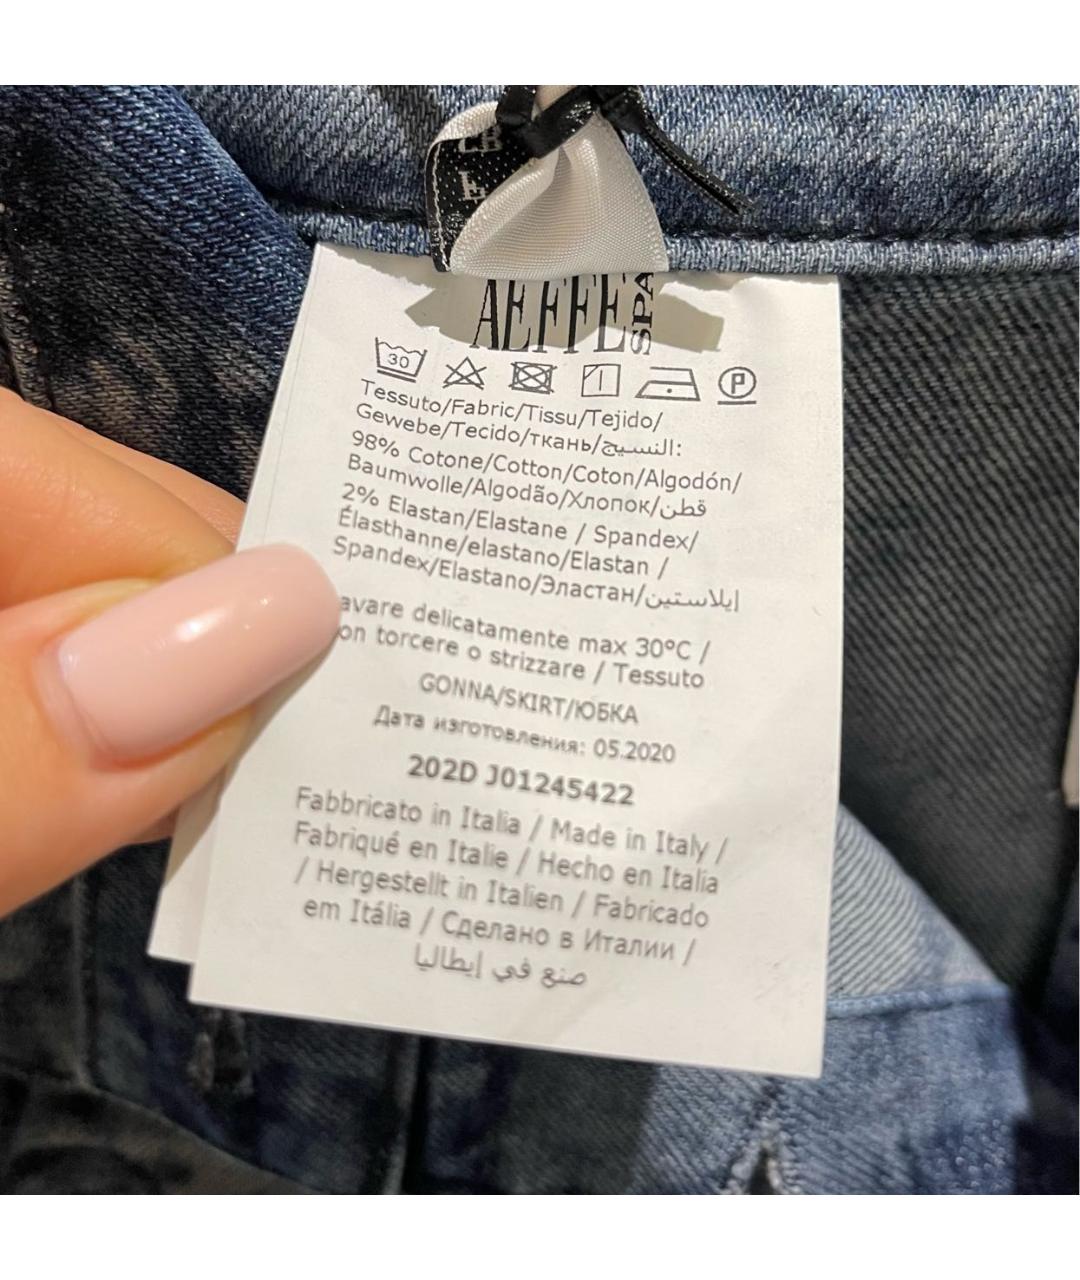 CH
E
AEFFE SPA
30 P
Tessuto/Fabric/Tissu/Tejido/
Gewebe/Tecido/ткань/النسيج:
98% Cotone/Cotton/Coton/Algodón/
Baumwolle/Algodão/Хлопок/قطن
2% Elastan/Elastane / Spandex/
Élasthanne/elastano/Elastan /
Spandex/Elastano/Эластан/إيلاستين
avare delicatamente max 30°C /
on torcere o strizzare / Tessuto
GONNA/SKIRT/ЮБКА
Дата изготовления: 05.2020
202D J01245422
Fabbricato in Italia / Made in Italy /
Fabriqué en Italie / Hecho en Italia
/ Hergestellt in Italien / Fabricado
em Itália / Сделано в Италии /
صنع في إيطاليا